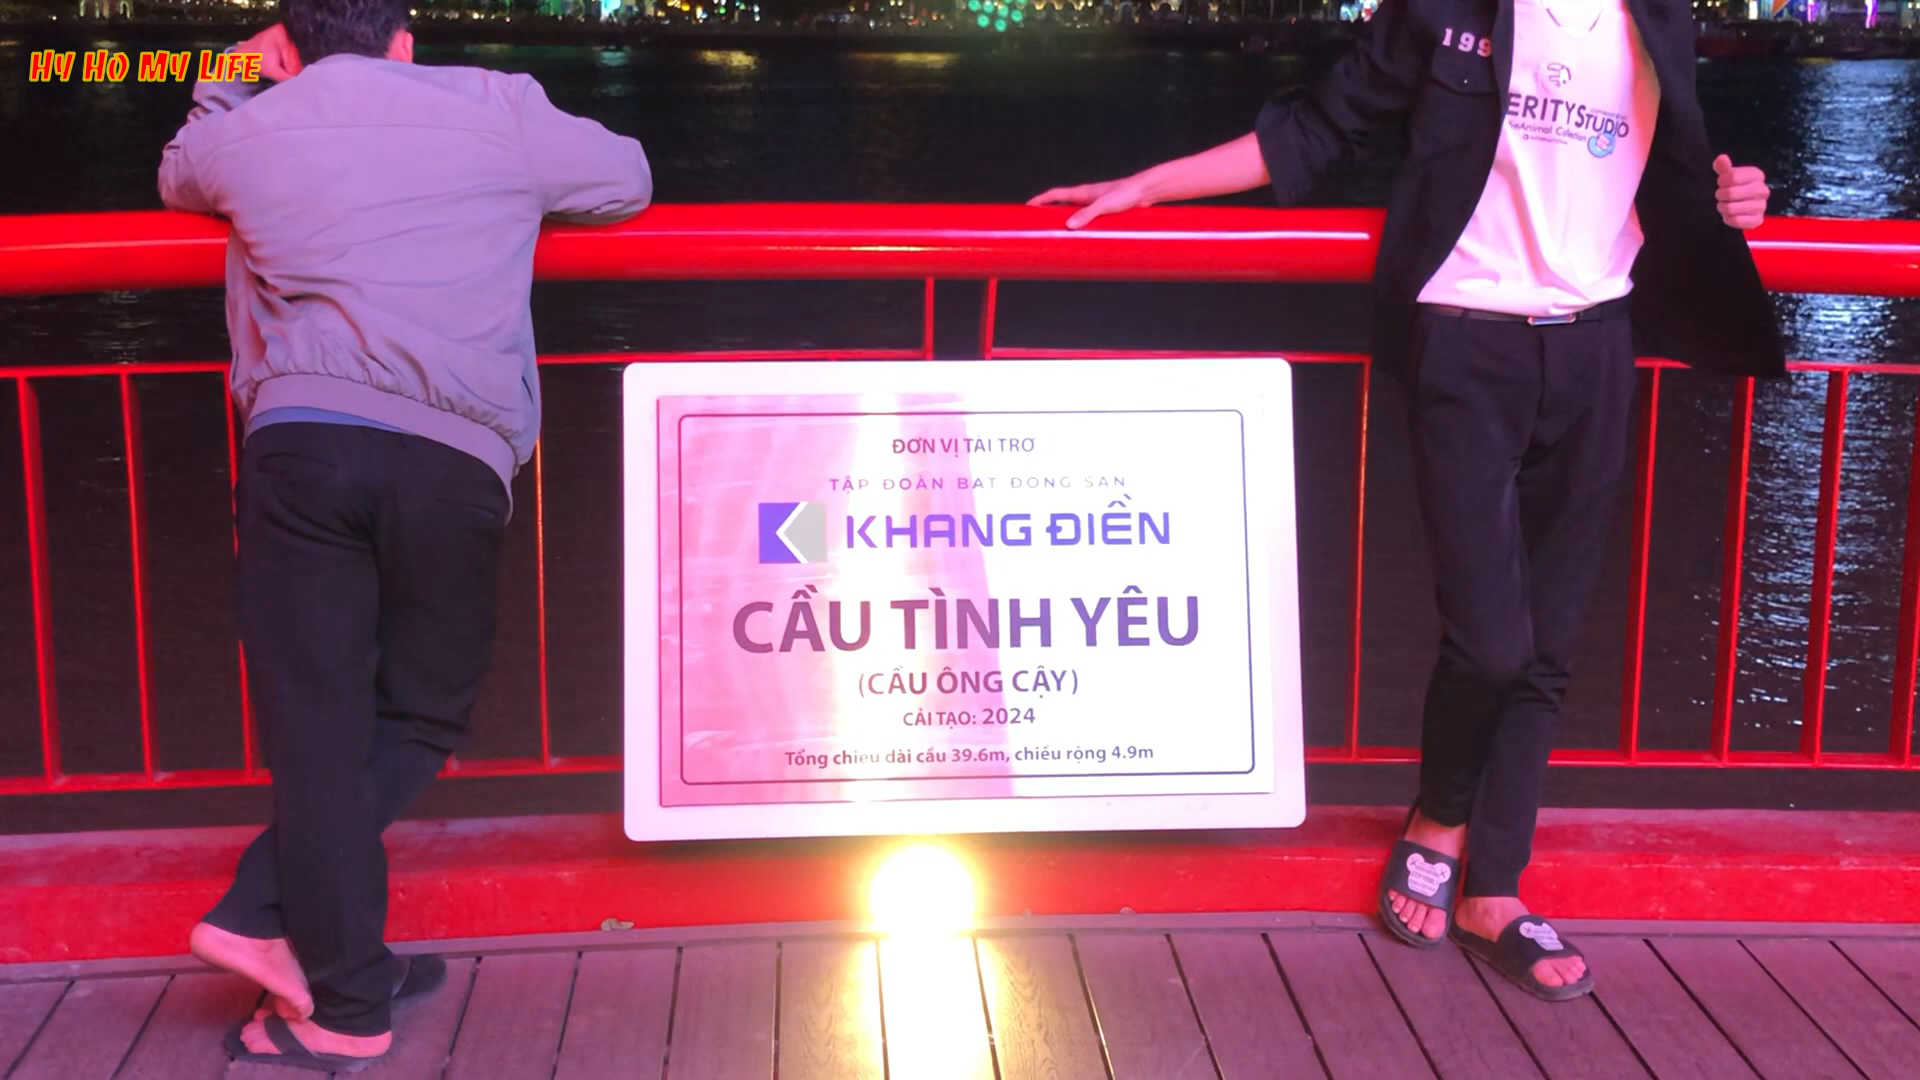 Hy Ho My Life
199
ERITY STUDIO
ĐƠN VỊ TÀI TRỢ
TẬP ĐOÀN BẤT ĐỘNG SẢN
KHANG ĐIỀN
CẦU TÌNH YÊU
(CẦU ÔNG CẬY)
CẢI TẠO: 2024
Tổng chiều dài cầu 39.6m, chiều rộng 4.9m